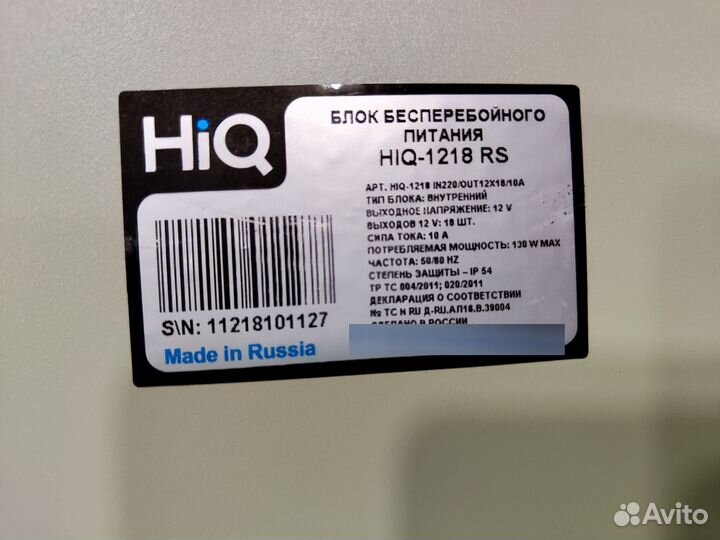 HiQ
БЛОК БЕСПЕРЕБОЙНОГО
ПИТАНИЯ
HIQ-1218 RS
АРТ. HIQ-1218 IN220/OUT12X18/10A
ТИП БЛОКА: ВНУТРЕННИЙ
ВЫХОДНОЕ НАПРЯЖЕНИЕ: 12 V
ВЫХОДОВ 12 V: 18 ШТ.
СИЛА ТОКА: 10 А
ПОТРЕБЛЯЕМАЯ МОЩНОСТЬ: 130 W MAX
ЧАСТОТА: 50/60 HZ
СТЕПЕНЬ ЗАЩИТЫ – IP 54
ТР ТС 004/2011; 020/2011
ДЕКЛАРАЦИЯ О СООТВЕТСТВИИ
№ ТС N RU Д-RU.АЛ16.В.39004
СДЕЛАНО В РОССИИ
S\N: 11218101127
Made in Russia
Avito